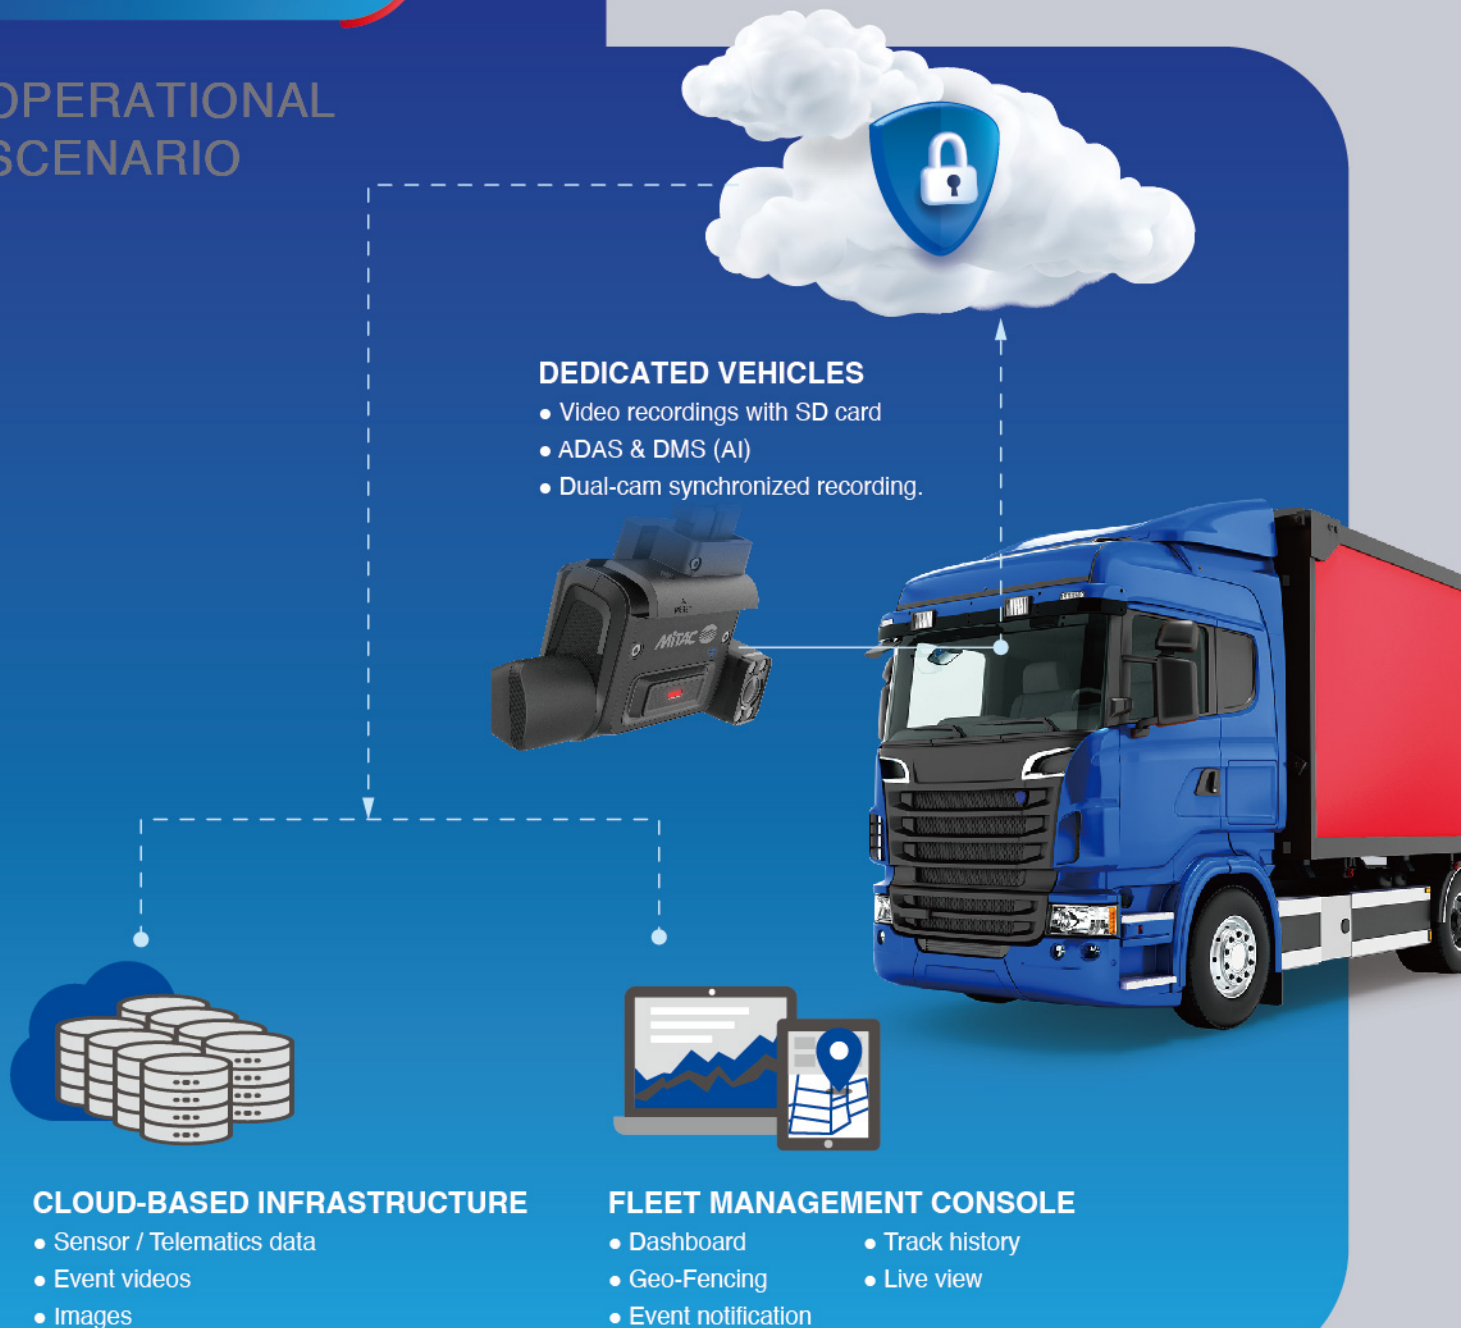 OPERATIONAL
SCENARIO
DEDICATED VEHICLES
● Video recordings with SD card
● ADAS & DMS (AI)
● Dual-cam synchronized recording.
MiTAC
CLOUD-BASED INFRASTRUCTURE
● Sensor / Telematics data
● Event videos
● Images
FLEET MANAGEMENT CONSOLE
● Dashboard
● Geo-Fencing
● Event notification
● Track history
● Live view